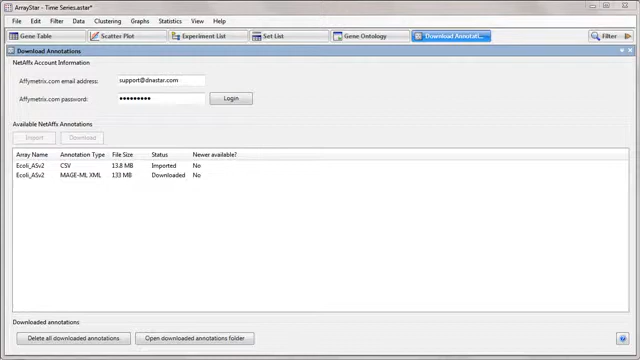 ArrayStar - Time Series.astar*
File Edit Filter Data Clustering Graphs Statistics View Help
Gene Table Scatter Plot Experiment List Set List Gene Ontology Download Annotati... Filter
Download Annotations
NetAffx Account Information
Affymetrix.com email address: support@dnastar.com
Affymetrix.com password: ••••••••• Login
Available NetAffx Annotations
Import Download
Array Name Annotation Type File Size Status Newer available?
Ecoli_ASv2 CSV 13.8 MB Imported No
Ecoli_ASv2 MAGE-ML XML 133 MB Downloaded No
Downloaded annotations
Delete all downloaded annotations Open downloaded annotations folder ?